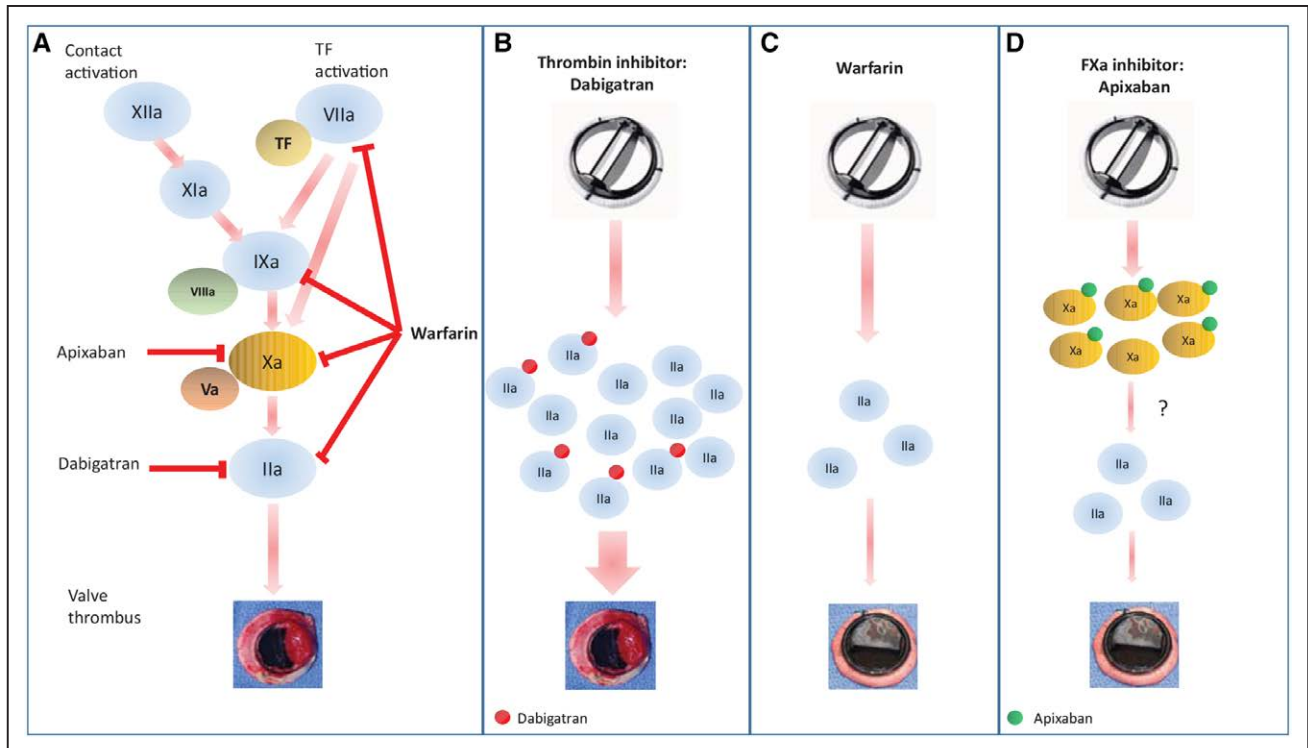 A
Contact
activation
TF
activation
XIIa
VIIa
TF
XIa
IXa
VIIIa
Warfarin
Apixaban
Xa
Va
Dabigatran
IIa
Valve
thrombus
B
Thrombin inhibitor:
Dabigatran
IIa
IIa
IIa
IIa
IIa
IIa
IIa
IIa
IIa
IIa
IIa
IIa
Dabigatran
C
Warfarin
IIa
IIa
IIa
D
FXa inhibitor:
Apixaban
Xa
Xa
Xa
Xa
Xa
Xa
?
IIa
IIa
IIa
Apixaban